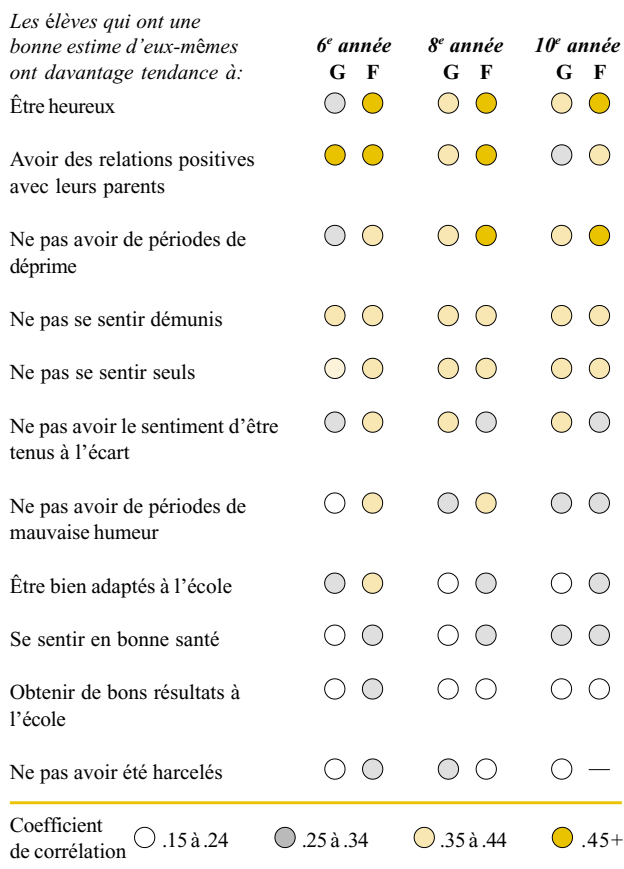 Les élèves qui ont une
bonne estime d'eux-mêmes
ont davantage tendance à:
6e année 8e année 10e année
G F G F G F
Être heureux
Avoir des relations positives
avec leurs parents
Ne pas avoir de périodes de
déprime
Ne pas se sentir démunis
Ne pas se sentir seuls
Ne pas avoir le sentiment d'être
tenus à l'écart
Ne pas avoir de périodes de
mauvaise humeur
Être bien adaptés à l'école
Se sentir en bonne santé
Obtenir de bons résultats à
l'école
Ne pas avoir été harcelés —
Coefficient
de corrélation .15 à .24 .25 à .34 .35 à .44 .45+